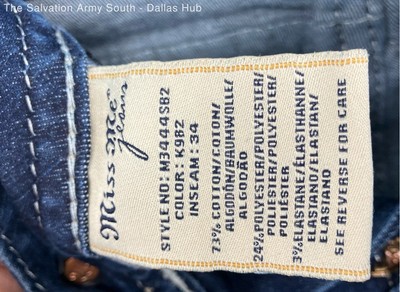 The Salvation Army South - Dallas Hub
Miss Me
jeans
STYLE NO: M3444SB2
COLOR: K982
INSEAM: 34
73% COTTON/COTON/
ALGODÓN/BAUMWOLLE/
ALGODÃO
24% POLYESTER/POLYESTER/
POLIESTER/POLYESTER/
POLIÉSTER
3% ELASTANE/ÉLASTHANNE/
ELASTANO/ELASTAN/
ELASTANO
SEE REVERSE FOR CARE